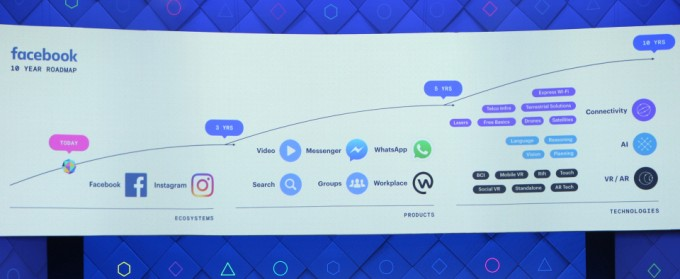 facebook
10 YEAR ROADMAP
TODAY
3 YRS
5 YRS
10 YRS
Facebook
Instagram
ECOSYSTEMS
Video
Messenger
WhatsApp
Search
Groups
Workplace
PRODUCTS
Express Wi-Fi
Telco Infra
Terrestrial Solutions
Lasers
Free Basics
Drones
Satellites
Connectivity
Language
Reasoning
Vision
Planning
AI
BCI
Mobile VR
Rift
Touch
Social VR
Standalone
AR Tech
VR / AR
TECHNOLOGIES